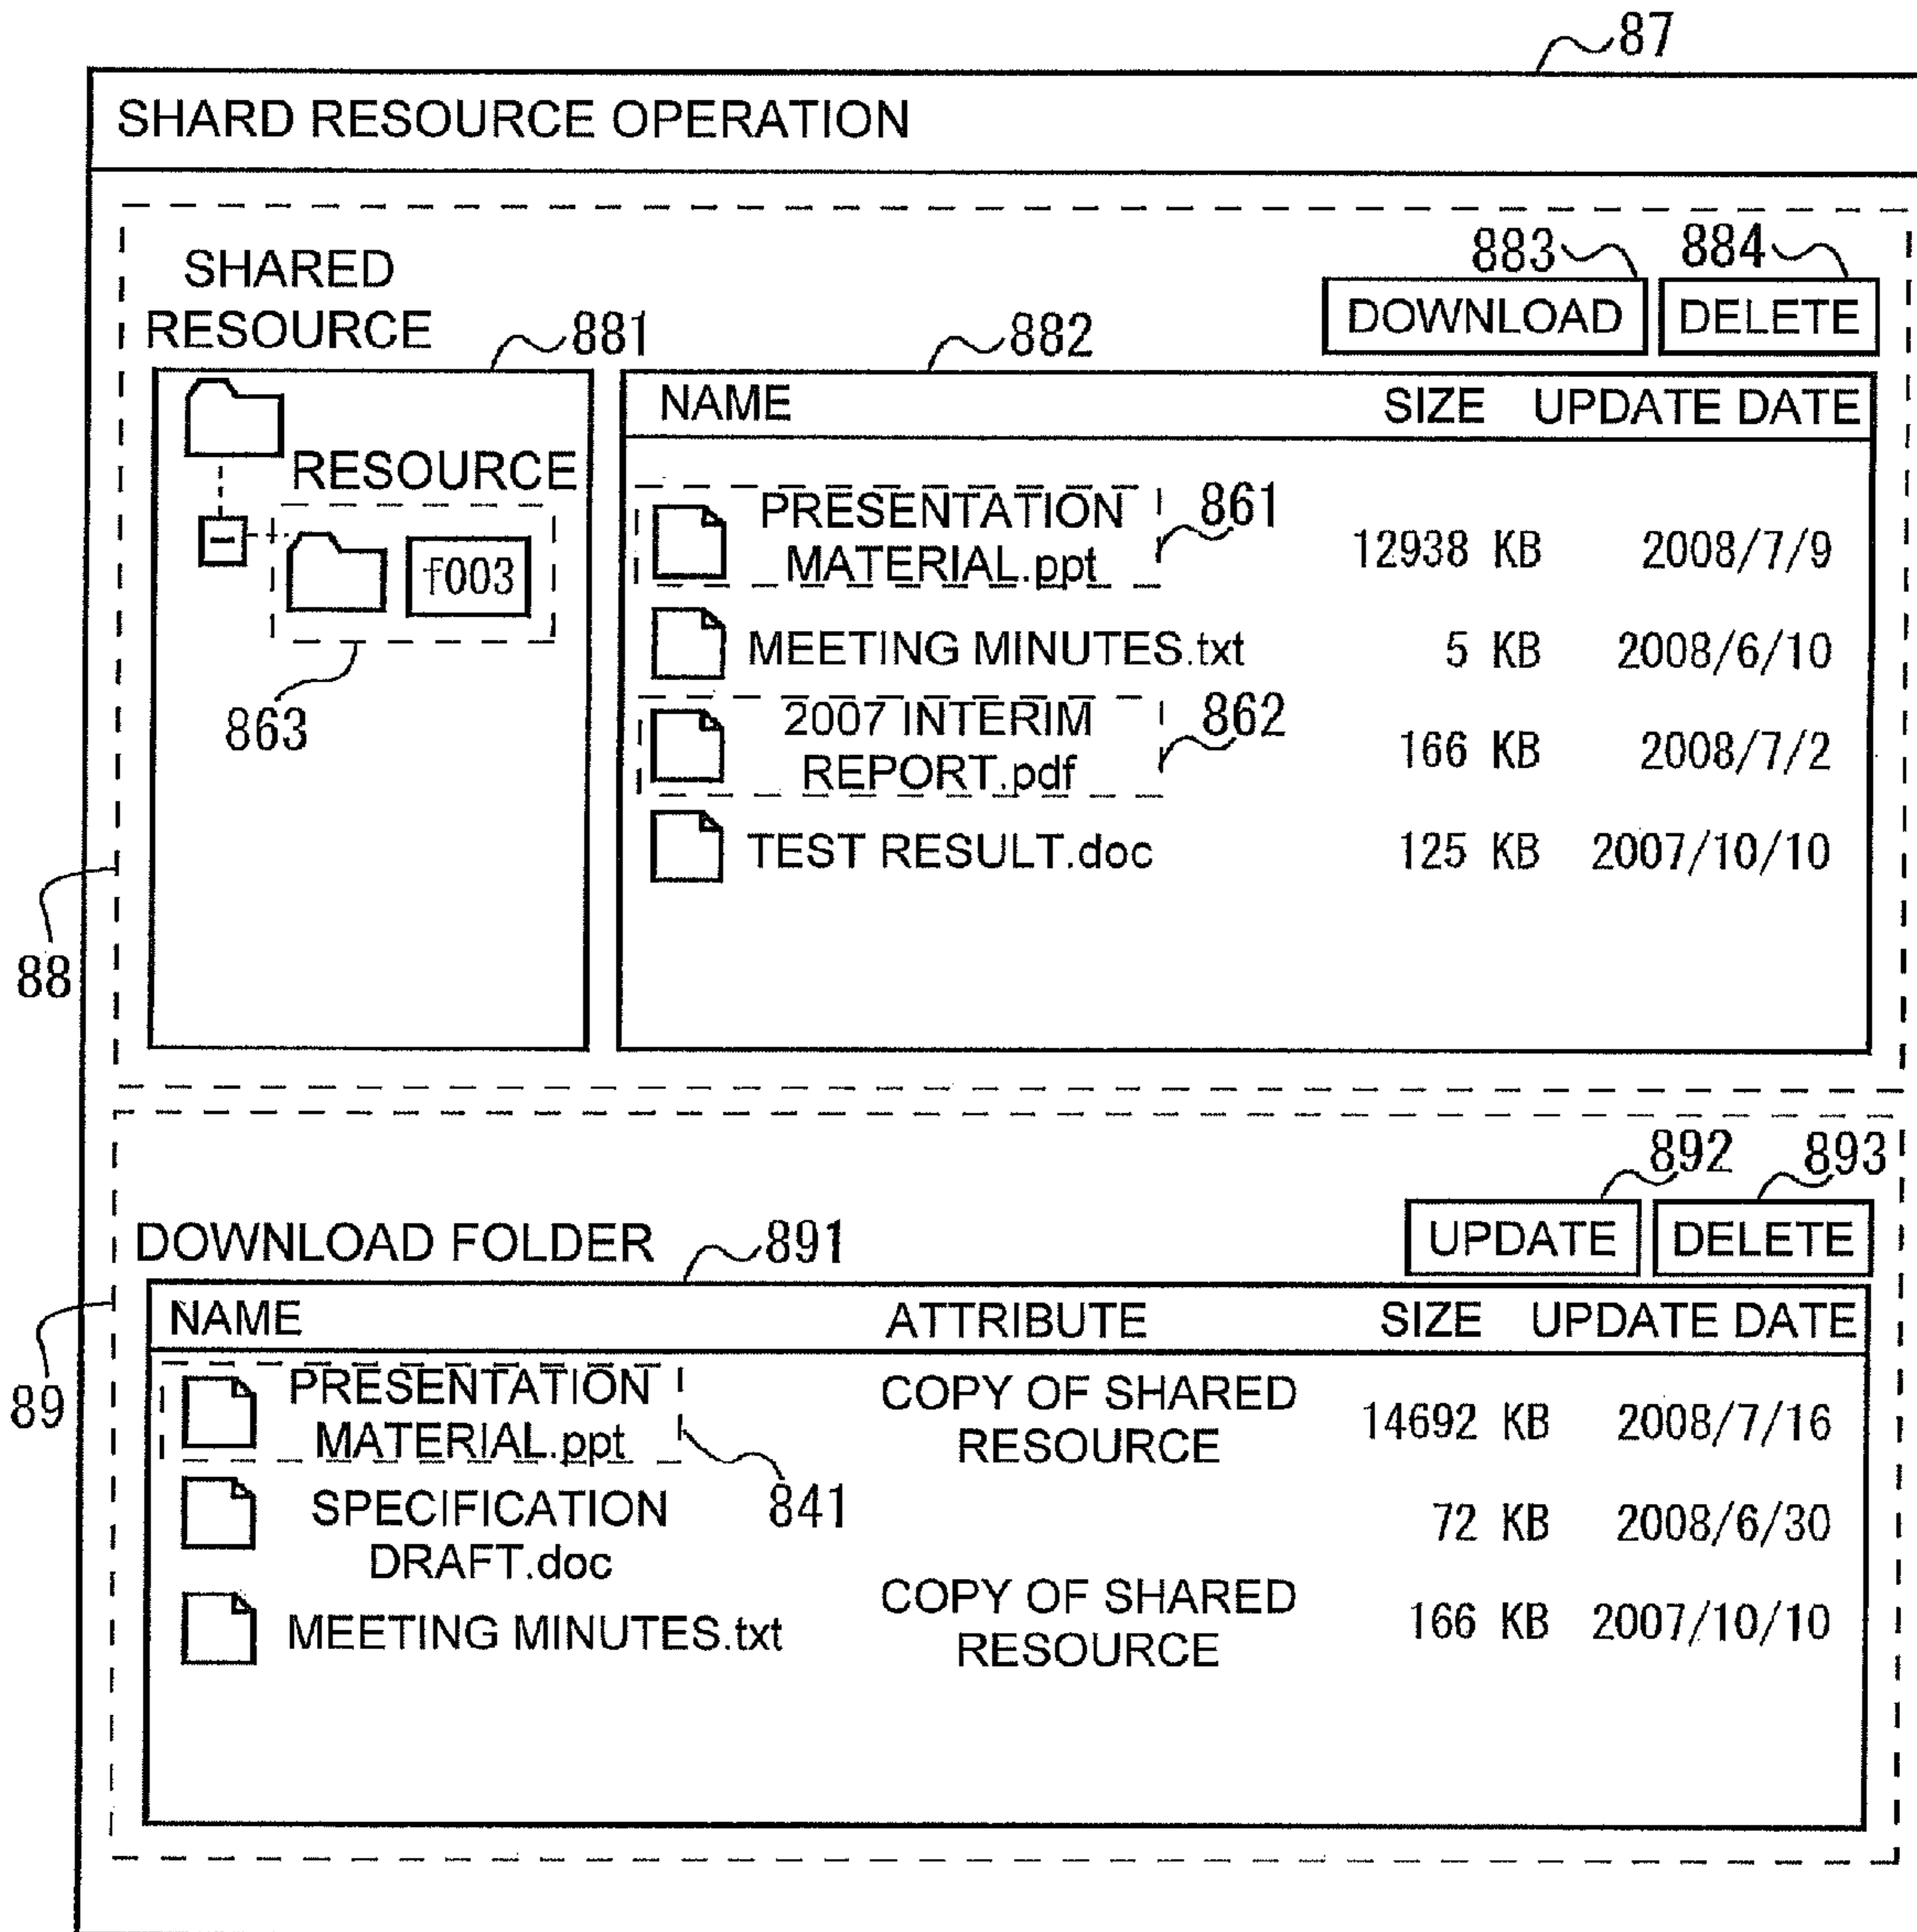 87
SHARD RESOURCE OPERATION
SHARED
RESOURCE
883
884
DOWNLOAD
DELETE
881
882
RESOURCE
f003
863
NAME SIZE UPDATE DATE
PRESENTATION
MATERIAL.ppt
861
12938 KB 2008/7/9
MEETING MINUTES.txt 5 KB 2008/6/10
2007 INTERIM
REPORT.pdf
862
166 KB 2008/7/2
TEST RESULT.doc 125 KB 2007/10/10
88
892
893
DOWNLOAD FOLDER
891
UPDATE
DELETE
NAME ATTRIBUTE SIZE UPDATE DATE
89
PRESENTATION
MATERIAL.ppt
841
COPY OF SHARED
RESOURCE
14692 KB 2008/7/16
SPECIFICATION
DRAFT.doc
72 KB 2008/6/30
MEETING MINUTES.txt
COPY OF SHARED
RESOURCE
166 KB 2007/10/10